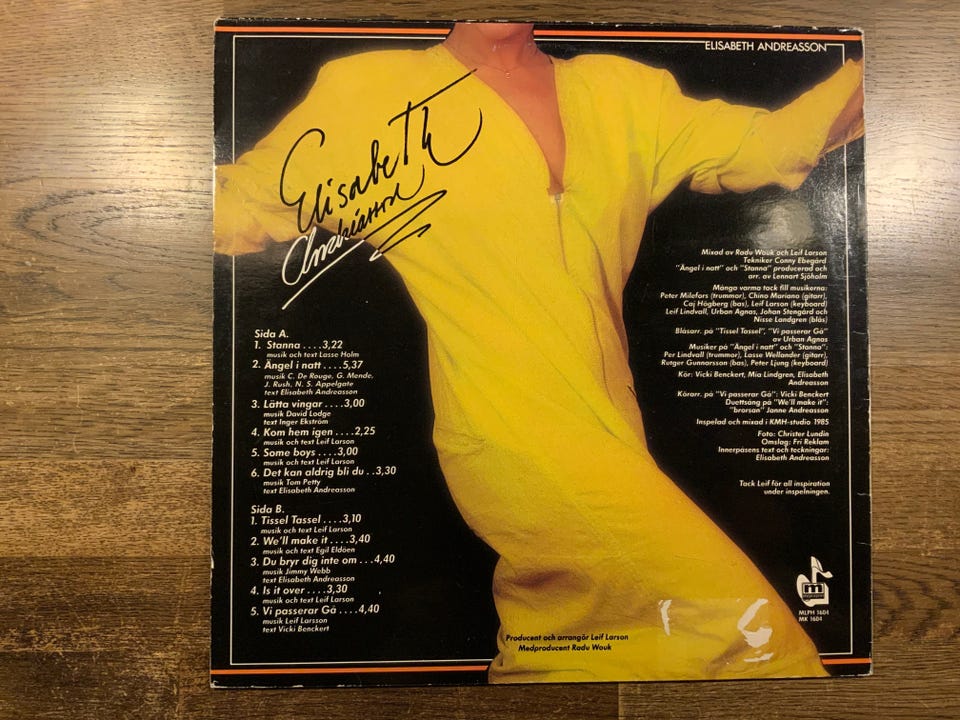 ELISABETH ANDREASSON
Elisabeth
Andreasson
Sida A.
1. Stanna ....3,22
musik och text Lasse Holm
2. Ängel i natt ....5,37
musik C. De Rouge, G. Mende,
J. Rush, N. S. Applegate
text Elisabeth Andreasson
3. Lätta vingar ....3,00
musik David Lodge
text Inger Ekström
4. Kom hem igen ....2,25
musik och text Leif Larson
5. Some boys ....3,00
musik och text Leif Larson
6. Det kan aldrig bli du ..3,30
musik Tom Petty
text Elisabeth Andreasson
Sida B.
1. Tissel Tassel ....3,10
musik och text Leif Larson
2. We'll make it ....3,40
musik och text Egil Eldöen
3. Du bryr dig inte om ...4,40
musik Jimmy Webb
text Elisabeth Andreasson
4. Is it over ....3,30
musik och text Leif Larson
5. Vi passerar Gå ....4,40
musik Leif Larsson
text Vicki Benckert
Mixad av Radu Wouk och Leif Larson
Tekniker Conny Ebegård
"Ängel i natt" och "Stanna" producerad och
arr. av Lennart Sjöholm
Många varma tack till musikerna:
Peter Milefors (trummor), Chino Mariano (gitarr),
Caj Högberg (bas), Leif Larson (keyboard)
Leif Lindvall, Urban Agnas, Johan Stengård och
Nisse Landgren (blås)
Blåsarr. på "Tissel Tassel", "Vi passerar Gå"
av Urban Agnas
Musiker på "Ängel i natt" och "Stanna":
Per Lindvall (trummor), Lasse Wellander (gitarr),
Rutger Gunnarsson (bas), Peter Ljung (keyboard)
Kör: Vicki Benckert, Mia Lindgren, Elisabeth
Andreasson
Körarr. på "Vi passerar Gå": Vicki Benckert
Duettsång på "We'll make it":
"brorsan" Janne Andreasson
Inspelad och mixad i KMH-studio 1985
Foto: Christer Lundin
Omslag: Fri Reklam
Innerpåsens text och teckningar:
Elisabeth Andreasson
Tack Leif för all inspiration
under inspelningen.
m
MLPH 1604
MK 1604
Producent och arrangör Leif Larson
Medproducent Radu Wouk